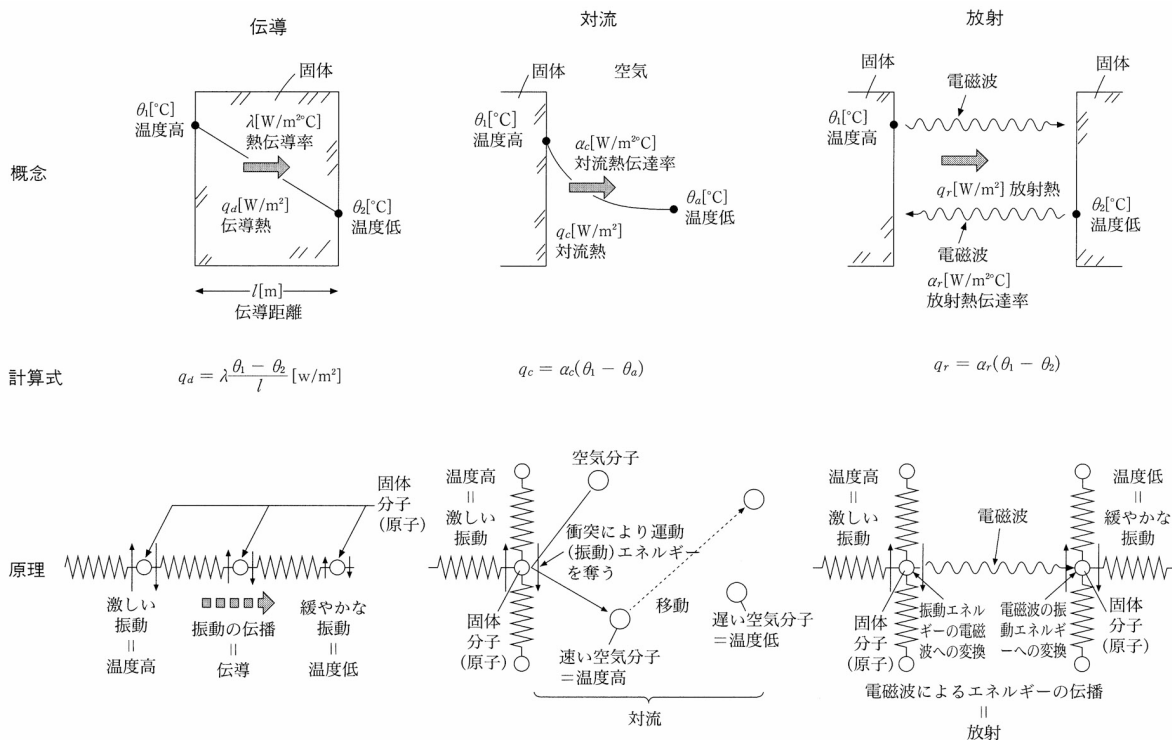 伝導
対流
放射
概念
固体
θ₁[°C]
温度高
λ[W/m²°C]
熱伝導率
q_d[W/m²]
伝導熱
θ₂[°C]
温度低
l[m]
伝導距離
固体
空気
θ₁[°C]
温度高
α_c[W/m²°C]
対流熱伝達率
θ_a[°C]
温度低
q_c[W/m²]
対流熱
固体
電磁波
固体
θ₁[°C]
温度高
q_r[W/m²] 放射熱
θ₂[°C]
温度低
電磁波
α_r[W/m²°C]
放射熱伝達率
計算式
q_d = λ(θ₁ − θ₂)/l [w/m²]
q_c = α_c(θ₁ − θ_a)
q_r = α_r(θ₁ − θ₂)
原理
固体
分子
(原子)
激しい
振動
=
温度高
振動の伝播
=
伝導
緩やかな
振動
=
温度低
温度高
=
激しい
振動
空気分子
衝突により運動
(振動)エネルギー
を奪う
移動
固体
分子
(原子)
速い空気分子
=温度高
遅い空気分子
=温度低
対流
温度高
=
激しい
振動
電磁波
温度低
=
緩やかな
振動
固体
分子
(原子)
振動エネル
ギーの電磁
波への変換
電磁波の振
動エネルギ
ーへの変換
固体
分子
(原子)
電磁波によるエネルギーの伝播
=
放射